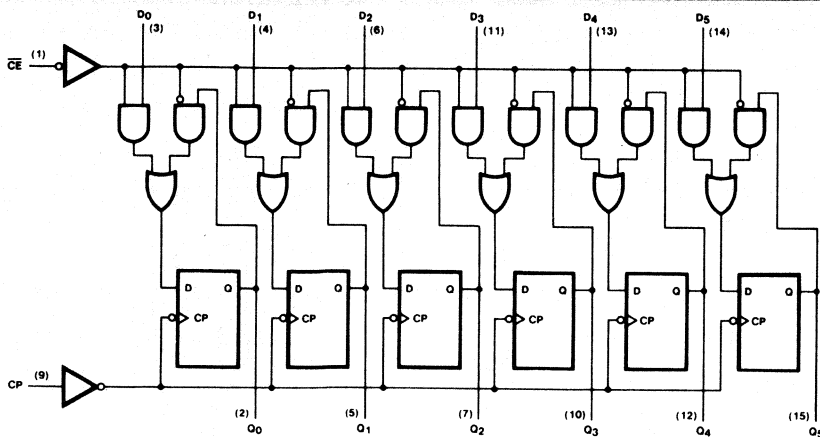 D0 D1 D2 D3 D4 D5
(3) (4) (6) (11) (13) (14)
CE (1)
D Q D Q D Q D Q D Q D Q
CP CP CP CP CP CP
CP (9)
(2) (5) (7) (10) (12) (15)
Q0 Q1 Q2 Q3 Q4 Q5